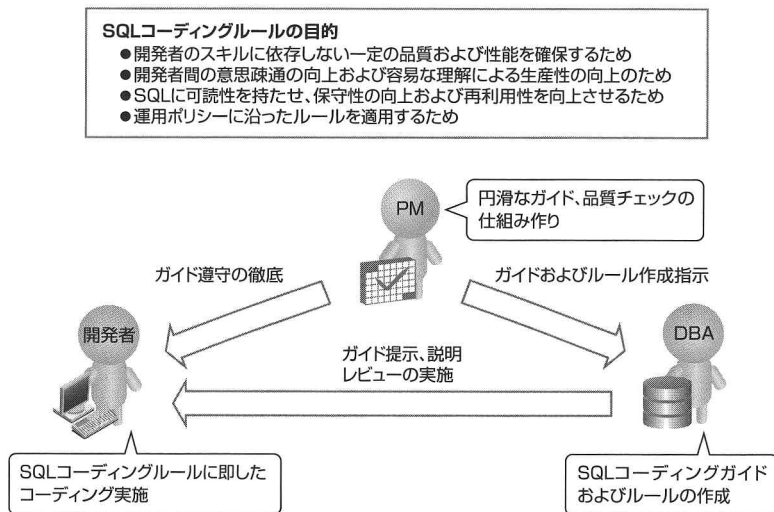 SQLコーディングルールの目的
●開発者のスキルに依存しない一定の品質および性能を確保するため
●開発者間の意思疎通の向上および容易な理解による生産性の向上のため
●SQLに可読性を持たせ、保守性の向上および再利用性を向上させるため
●運用ポリシーに沿ったルールを適用するため
PM
円滑なガイド、品質チェックの
仕組み作り
ガイド遵守の徹底
ガイドおよびルール作成指示
開発者
DBA
ガイド提示、説明
レビューの実施
SQLコーディングルールに即した
コーディング実施
SQLコーディングガイド
およびルールの作成